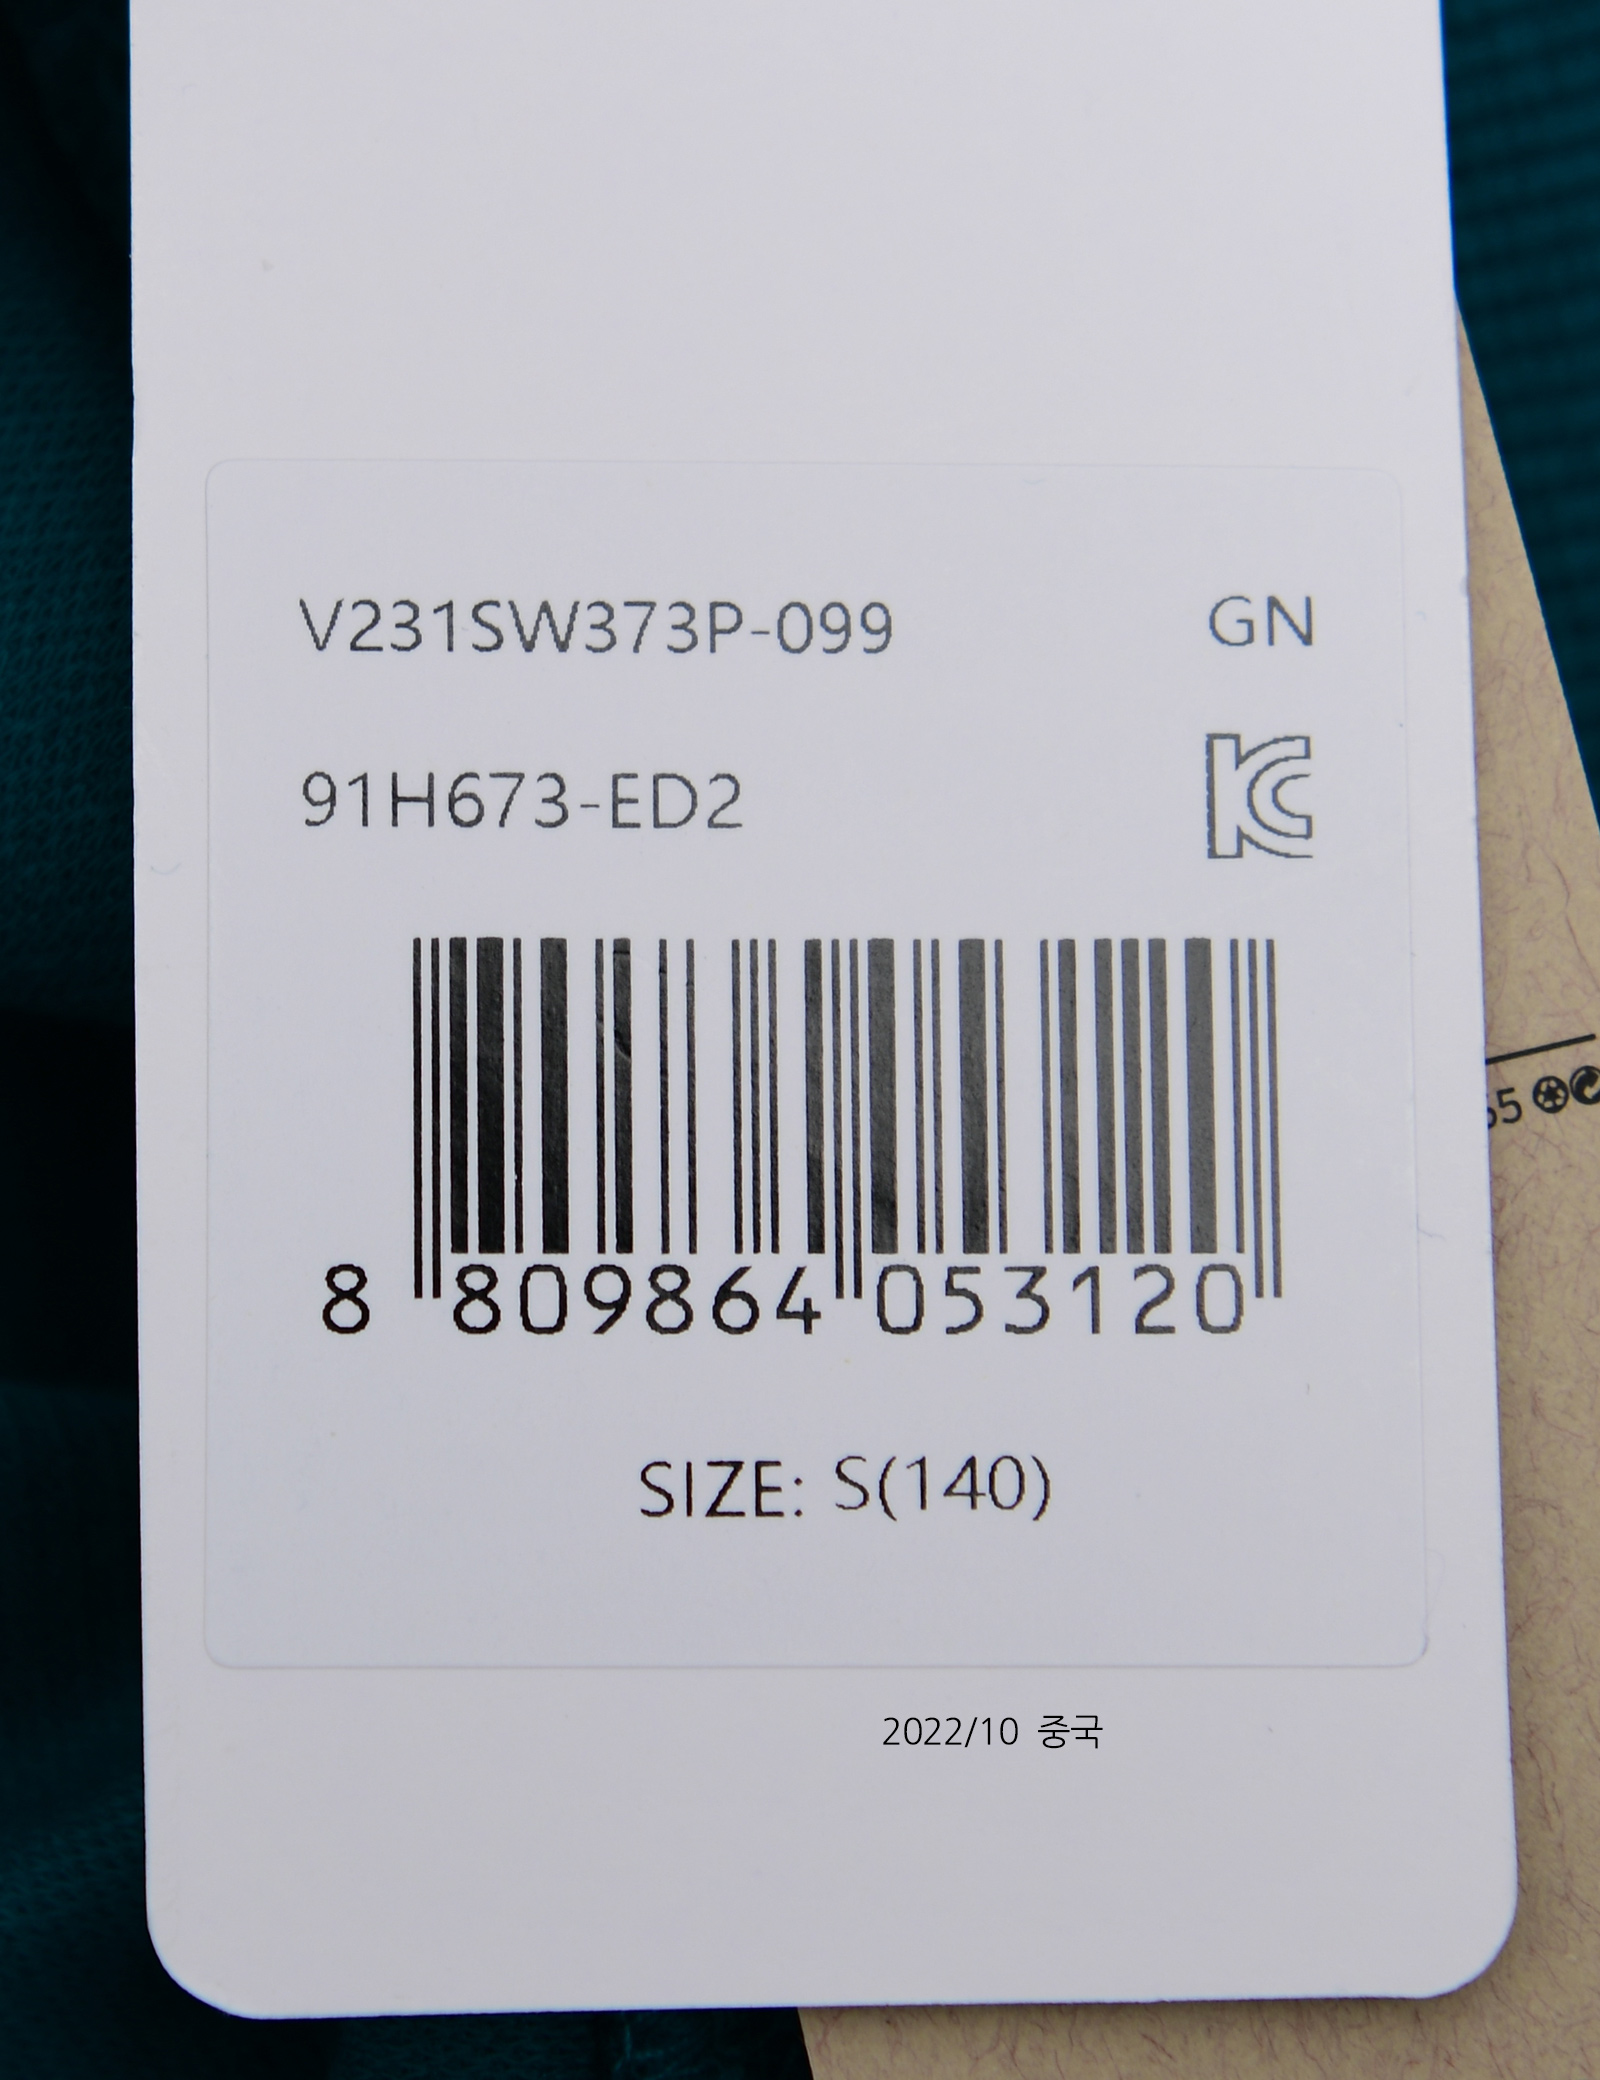 V231SW373P-099 GN
91H673-ED2
8 809864 053120
SIZE: S(140)
2022/10 중국